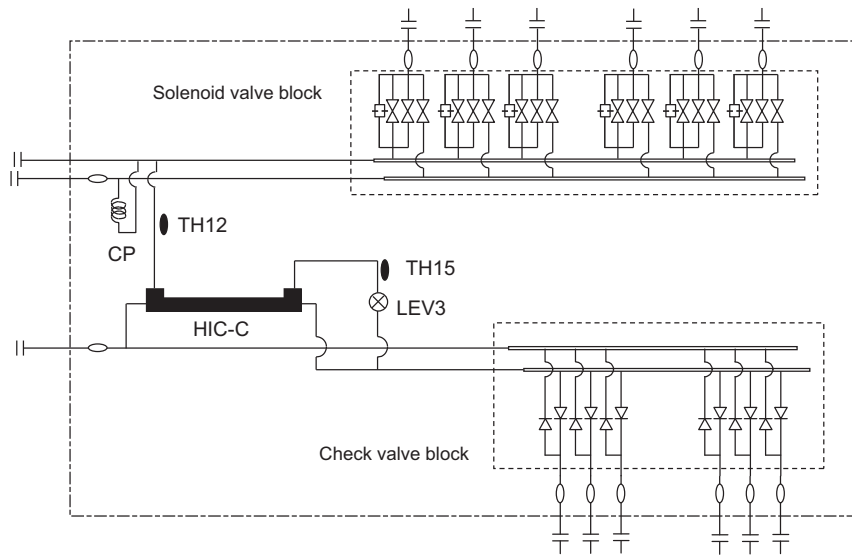 Solenoid valve block
TH12
CP
TH15
LEV3
HIC-C
Check valve block